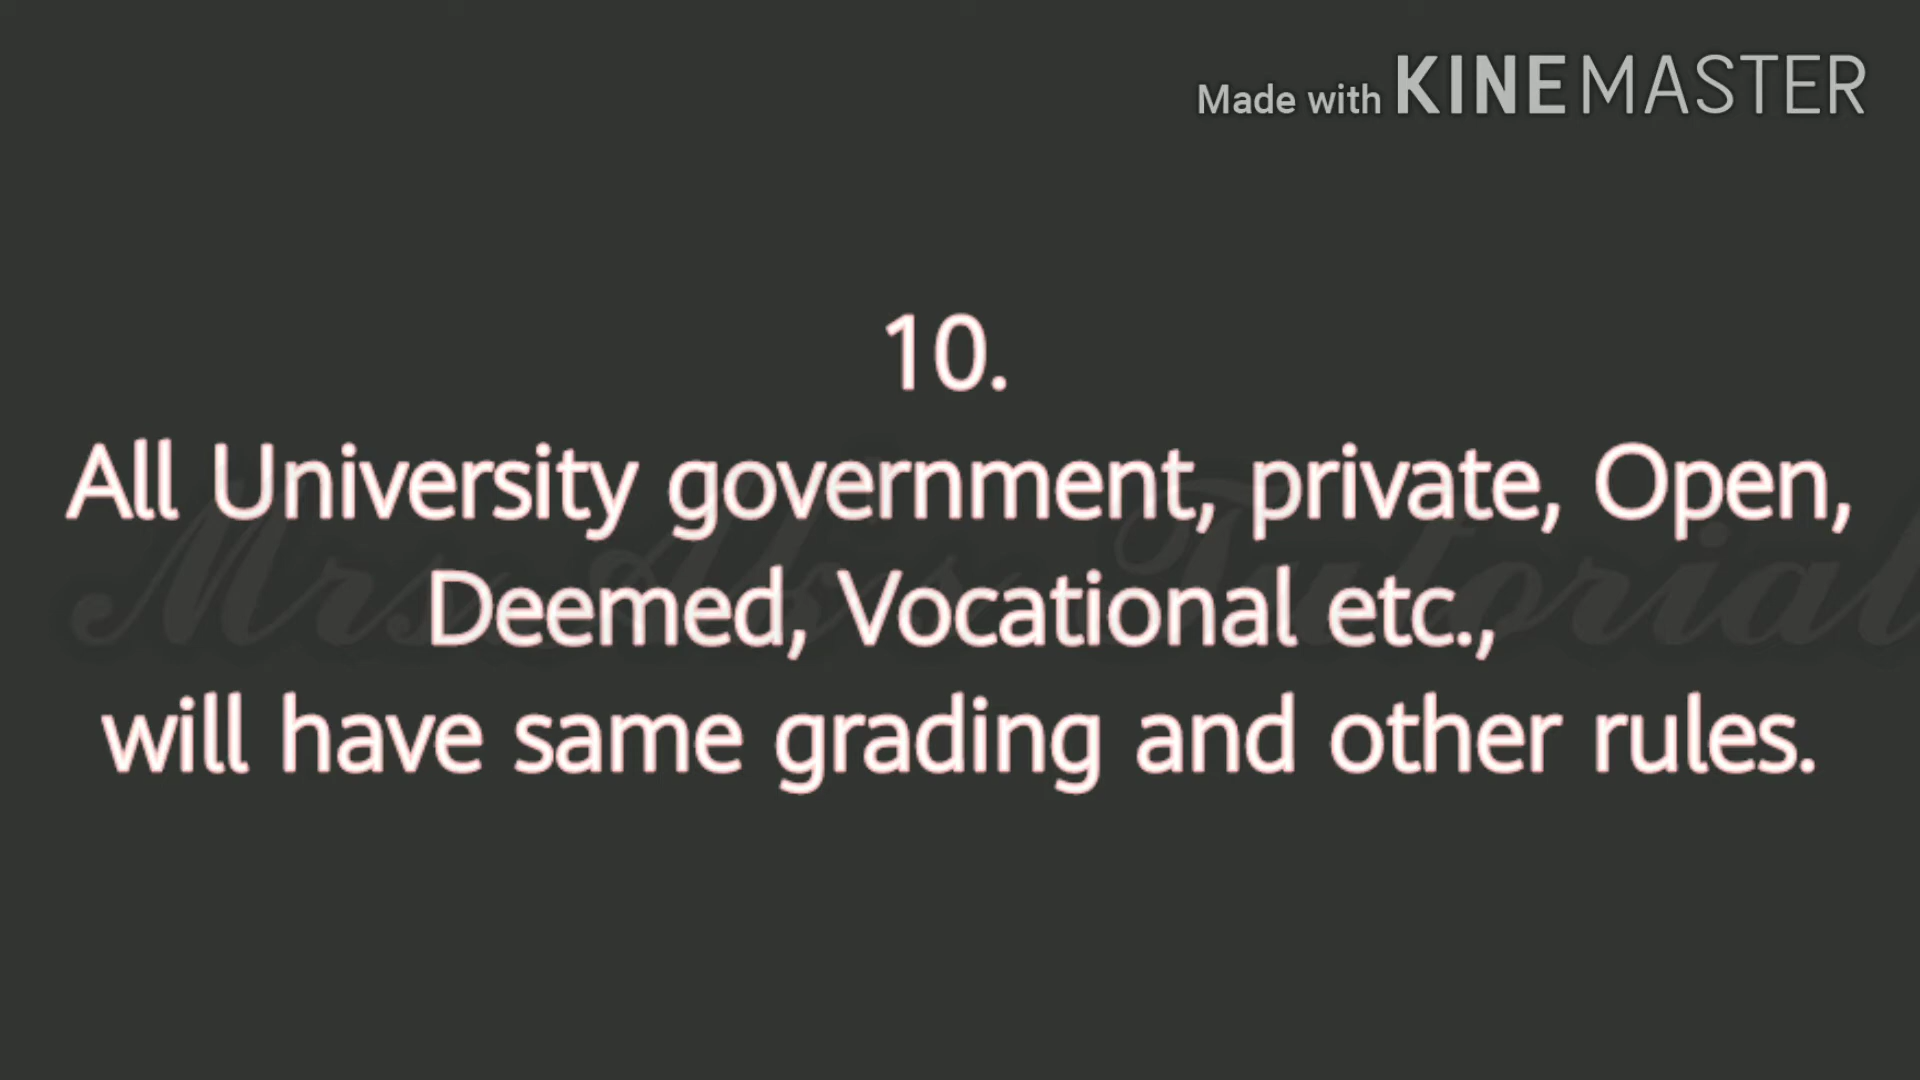 Made with KINEMASTER
10.
All University government, private, Open,
Deemed, Vocational etc.,
will have same grading and other rules.